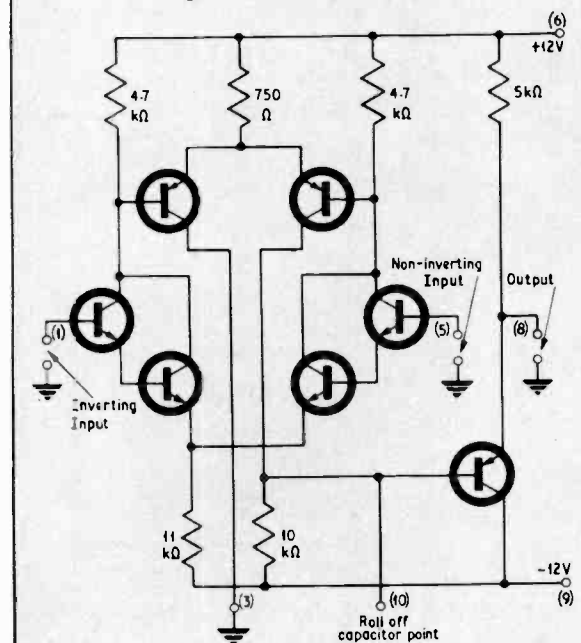 (6)
+12V
4.7
kΩ
750
Ω
4.7
kΩ
5kΩ
Non-inverting
Input
Output
(1)
(5)
(8)
Inverting
Input
11
kΩ
10
kΩ
-12V
(3)
(10)
(9)
Roll off
capacitor point